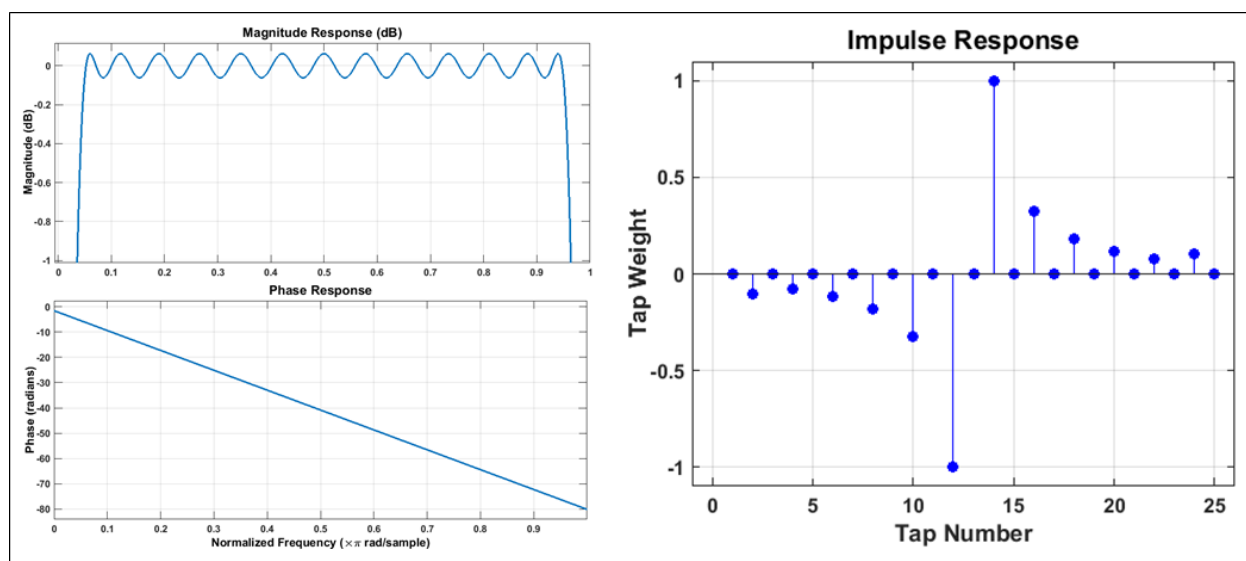 Magnitude Response (dB)
Magnitude (dB)
0
-0.2
-0.4
-0.6
-0.8
-1
0 0.1 0.2 0.3 0.4 0.5 0.6 0.7 0.8 0.9 1
Phase Response
Phase (radians)
0
-10
-20
-30
-40
-50
-60
-70
-80
0 0.1 0.2 0.3 0.4 0.5 0.6 0.7 0.8 0.9
Normalized Frequency (×π rad/sample)
Impulse Response
Tap Weight
1
0.5
0
-0.5
-1
0 5 10 15 20 25
Tap Number